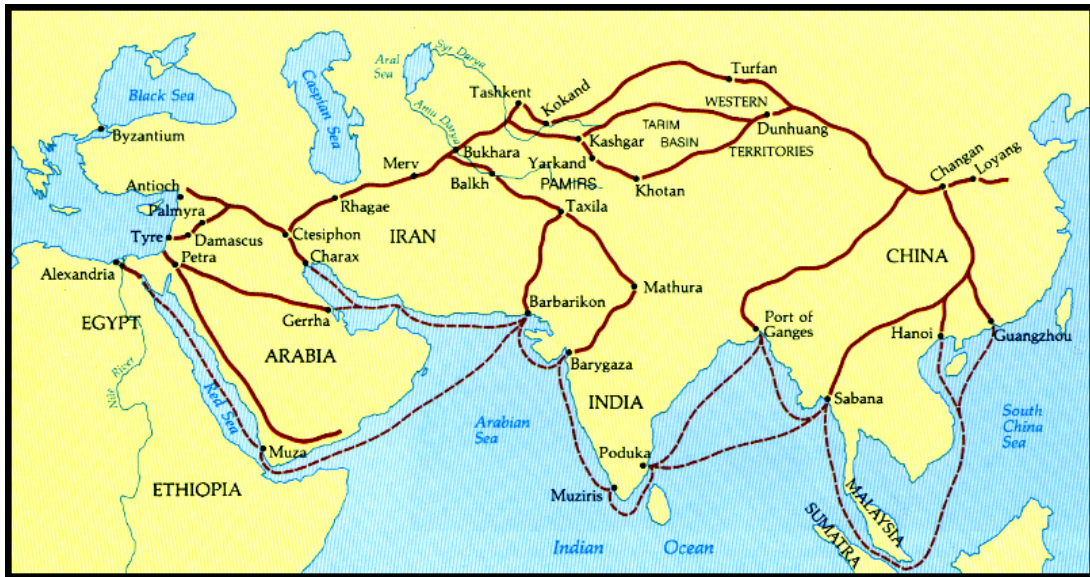 Black Sea
Caspian Sea
Aral
Sea
Syr Darya
Amu Darya
Byzantium
Tashkent
Kokand
Turfan
WESTERN
TARIM
BASIN
Dunhuang
TERRITORIES
Kashgar
Yarkand
PAMIRS
Khotan
Bukhara
Merv
Balkh
Changan
Loyang
Antioch
Palmyra
Tyre
Damascus
Ctesiphon
Rhagae
IRAN
Taxila
CHINA
Alexandria
Petra
Charax
Mathura
EGYPT
Gerrha
Barbarikon
Port of
Ganges
Hanoi
Guangzhou
ARABIA
Nile River
Red Sea
Barygaza
INDIA
Sabana
Arabian
Sea
South
China
Sea
Muza
Poduka
ETHIOPIA
Muziris
MALAYSIA
SUMATRA
Indian Ocean